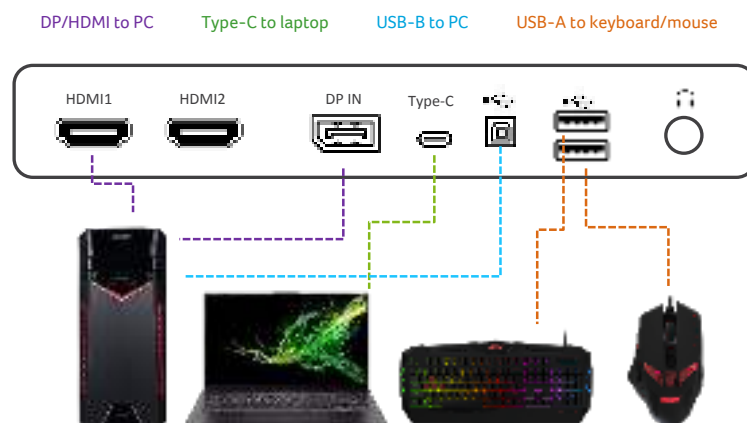 DP/HDMI to PC Type-C to laptop USB-B to PC USB-A to keyboard/mouse
HDMI1 HDMI2 DP IN Type-C